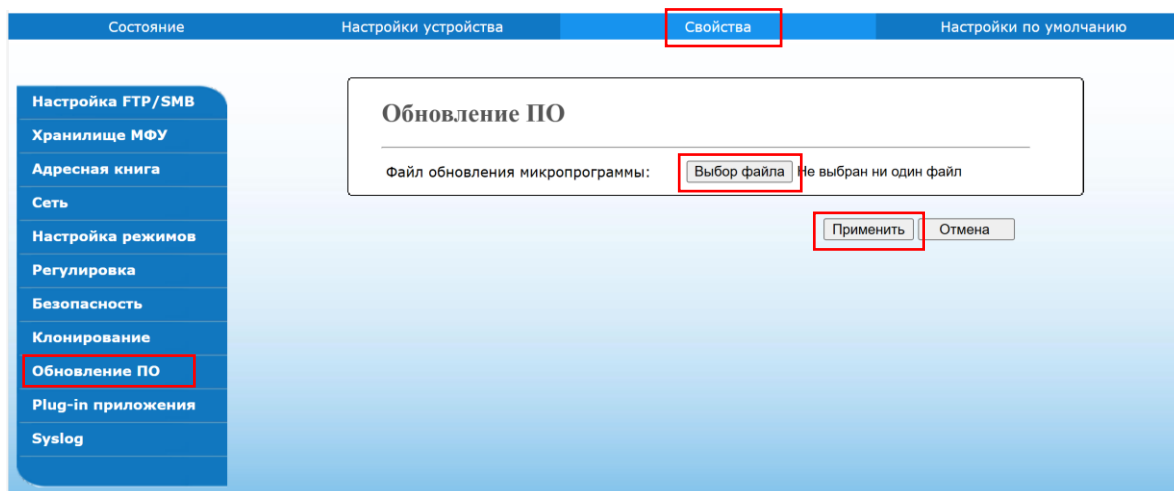 Состояние
Настройки устройства
Свойства
Настройки по умолчанию
Настройка FTP/SMB
Хранилище МФУ
Адресная книга
Сеть
Настройка режимов
Регулировка
Безопасность
Клонирование
Обновление ПО
Plug-in приложения
Syslog
Обновление ПО
Файл обновления микропрограммы: Выбор файла Не выбран ни один файл
Применить Отмена